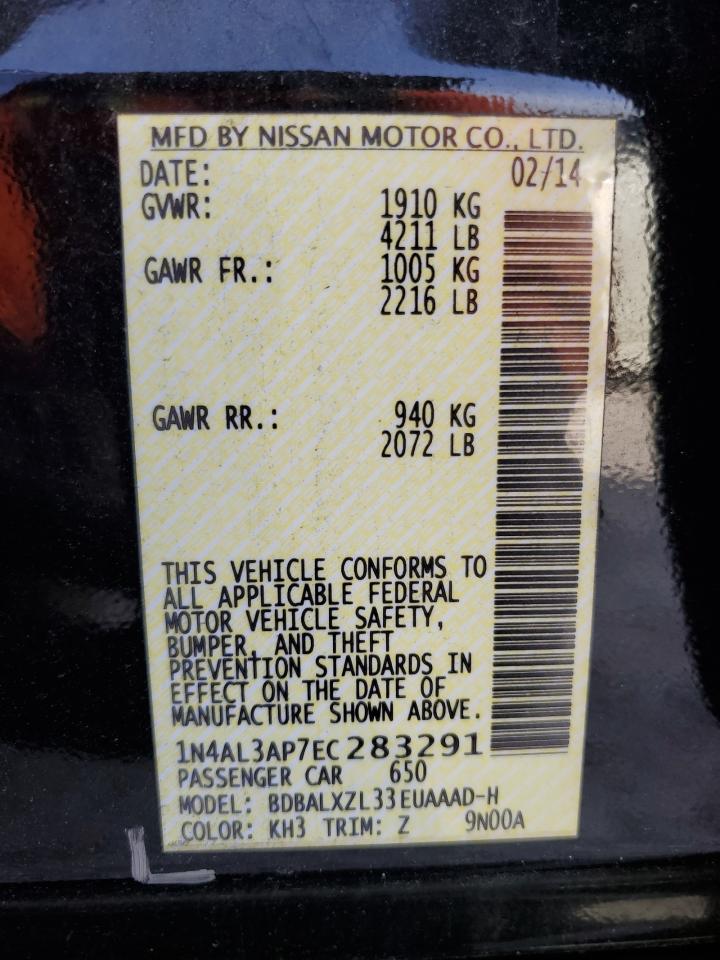 MFD BY NISSAN MOTOR CO., LTD.
DATE: 02/14
GVWR: 1910 KG
4211 LB
GAWR FR.: 1005 KG
2216 LB
GAWR RR.: 940 KG
2072 LB
THIS VEHICLE CONFORMS TO
ALL APPLICABLE FEDERAL
MOTOR VEHICLE SAFETY,
BUMPER, AND THEFT
PREVENTION STANDARDS IN
EFFECT ON THE DATE OF
MANUFACTURE SHOWN ABOVE.
1N4AL3AP7EC283291
PASSENGER CAR 650
MODEL: BDBALXZL33EUAAAD-H
COLOR: KH3 TRIM: Z 9N00A
L